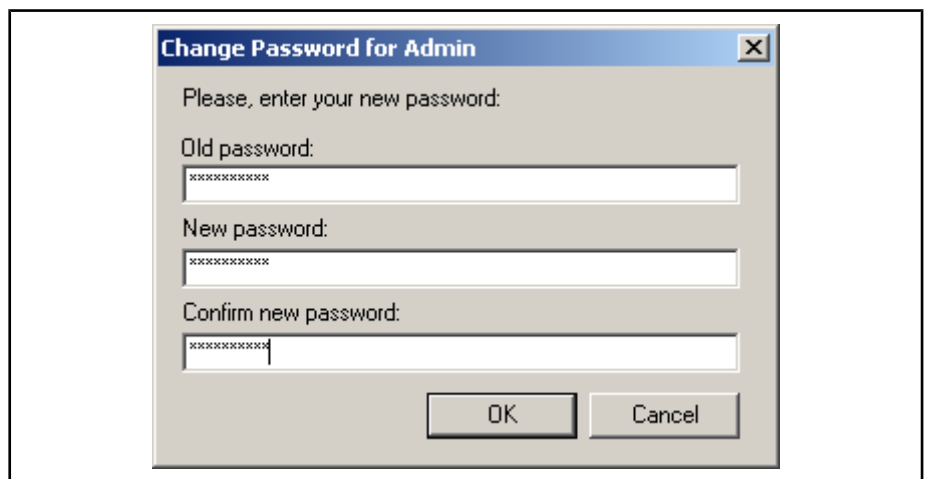 Change Password for Admin
Please, enter your new password:
Old password:
**********
New password:
**********
Confirm new password:
**********
OK Cancel